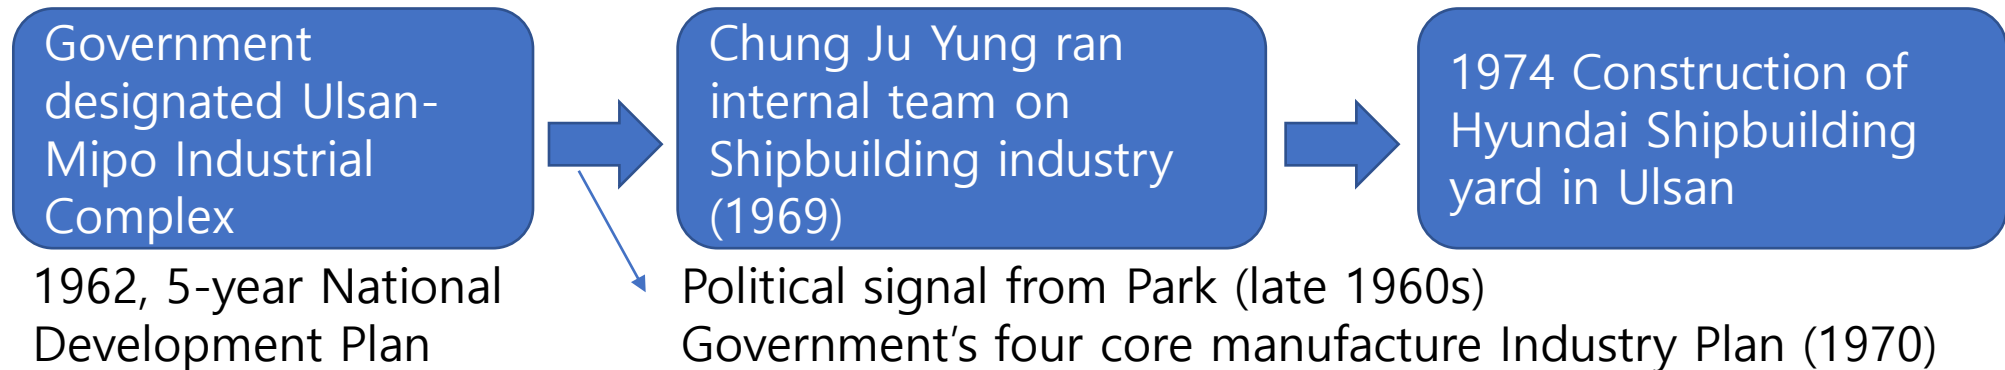 Government
designated Ulsan-
Mipo Industrial
Complex
Chung Ju Yung ran
internal team on
Shipbuilding industry
(1969)
1974 Construction of
Hyundai Shipbuilding
yard in Ulsan
1962, 5-year National
Development Plan
Political signal from Park (late 1960s)
Government’s four core manufacture Industry Plan (1970)